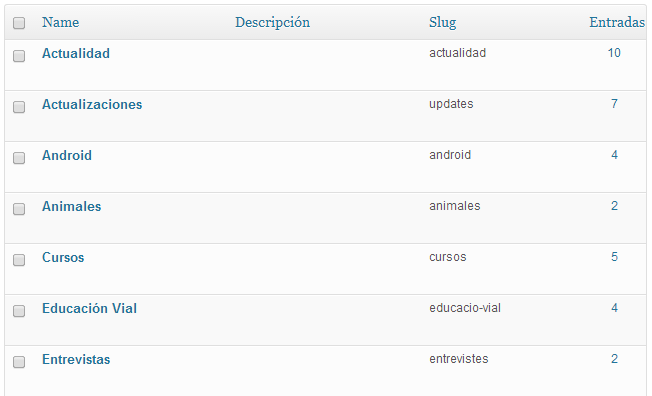 Name Descripción Slug Entradas
Actualidad actualidad 10
Actualizaciones updates 7
Android android 4
Animales animales 2
Cursos cursos 5
Educación Vial educacio-vial 4
Entrevistas entrevistes 2